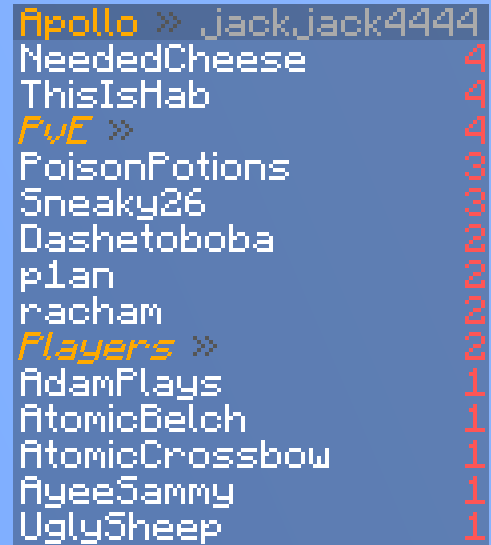 Apollo » jackjack4444
NeededCheese 4
ThisIsHab 4
PvE » 4
PoisonPotions 3
Sneaky26 3
Dashetoboba 2
p1an 2
racham 2
Players » 2
AdamPlays 1
AtomicBelch 1
AtomicCrossbow 1
AyeeSammy 1
UglySheep 1